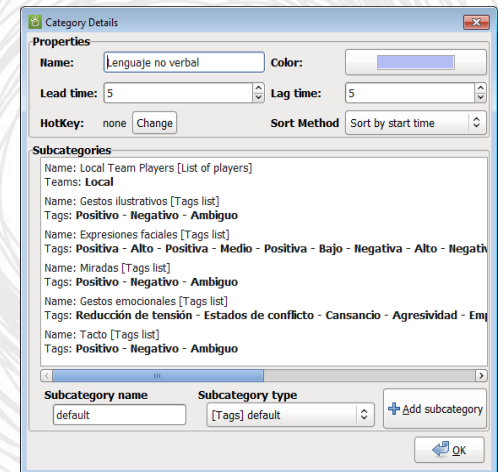 Category Details
Properties
Name: Lenguaje no verbal Color:
Lead time: 5 Lag time: 5
HotKey: none Change Sort Method Sort by start time
Subcategories
Name: Local Team Players [List of players]
Teams: Local
Name: Gestos ilustrativos [Tags list]
Tags: Positivo - Negativo - Ambiguo
Name: Expresiones faciales [Tags list]
Tags: Positiva - Alto - Positiva - Medio - Positiva - Bajo - Negativa - Alto - Negativ
Name: Miradas [Tags list]
Tags: Positivo - Negativo - Ambiguo
Name: Gestos emocionales [Tags list]
Tags: Reducción de tensión - Estados de conflicto - Cansancio - Agresividad - Emp
Name: Tacto [Tags list]
Tags: Positivo - Negativo - Ambiguo
Subcategory name Subcategory type
default [Tags] default Add subcategory
OK